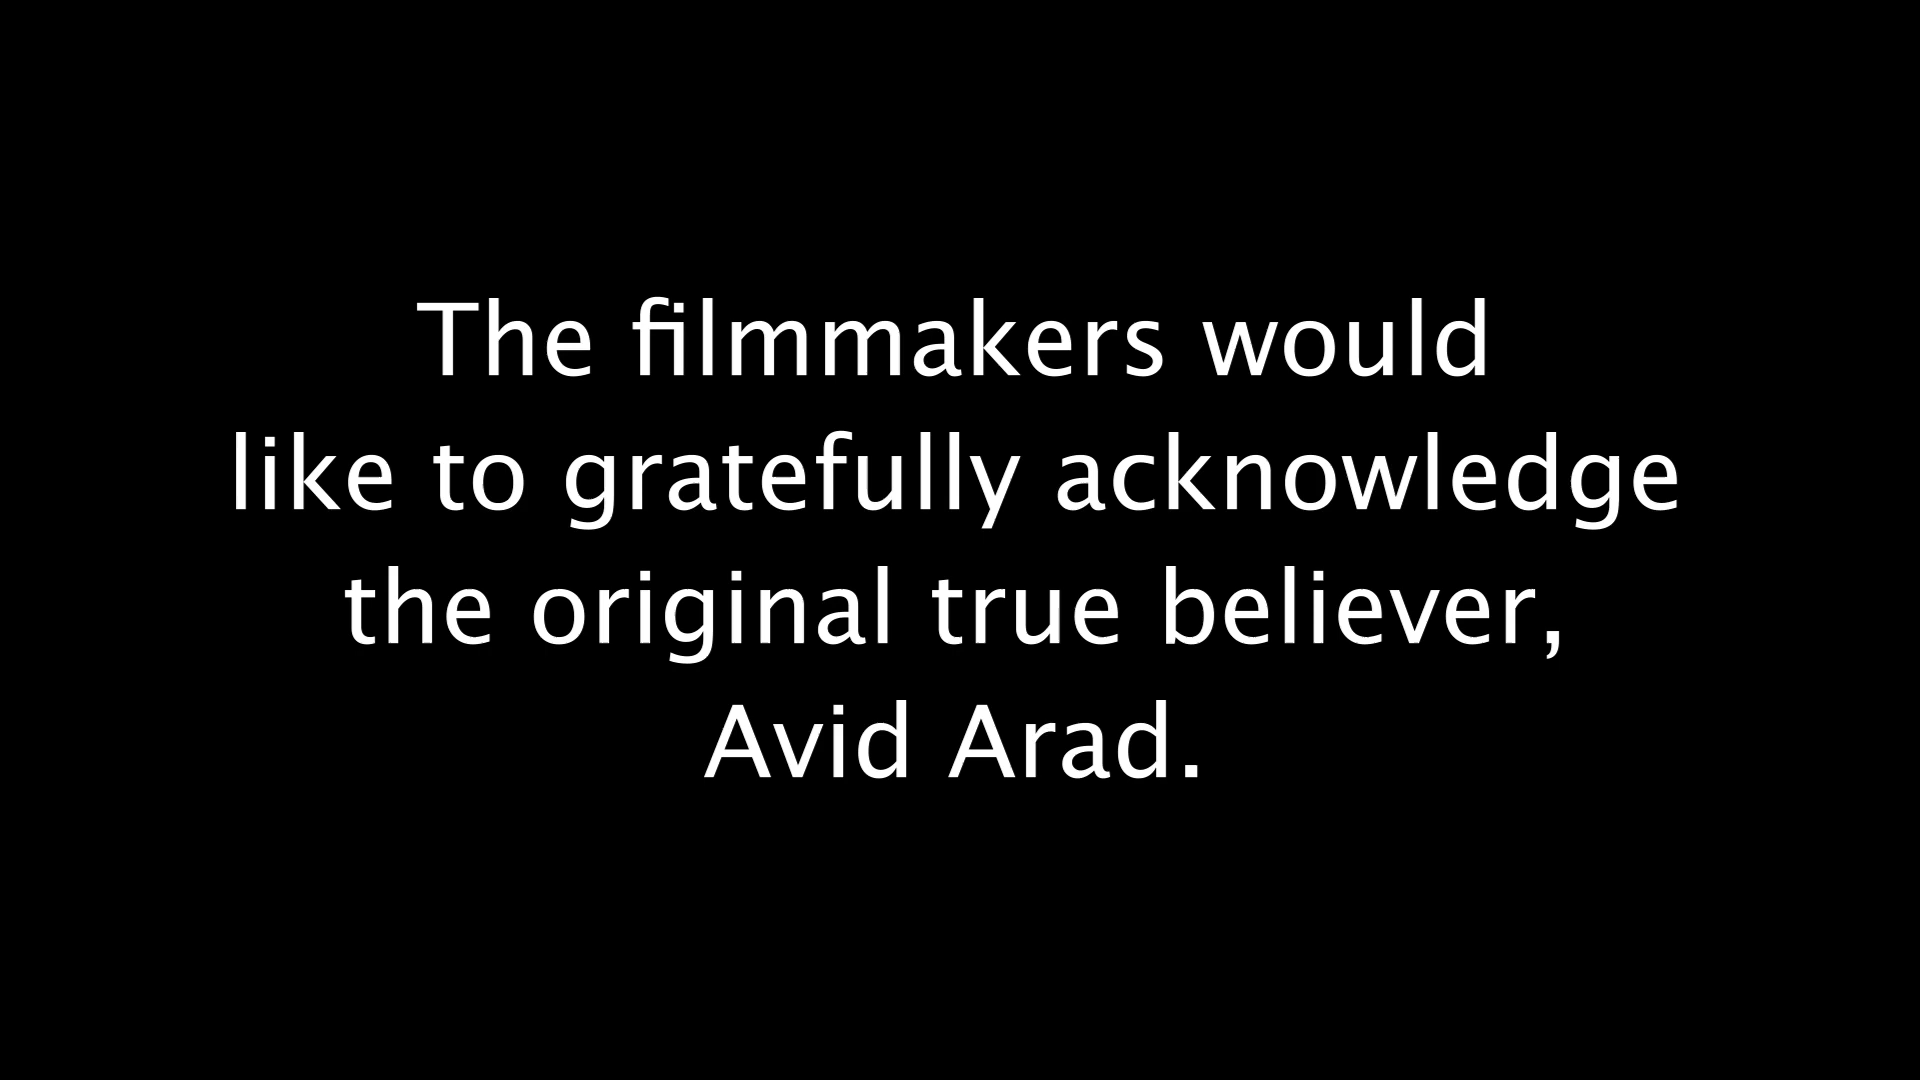 The filmmakers would
like to gratefully acknowledge
the original true believer,
Avid Arad.